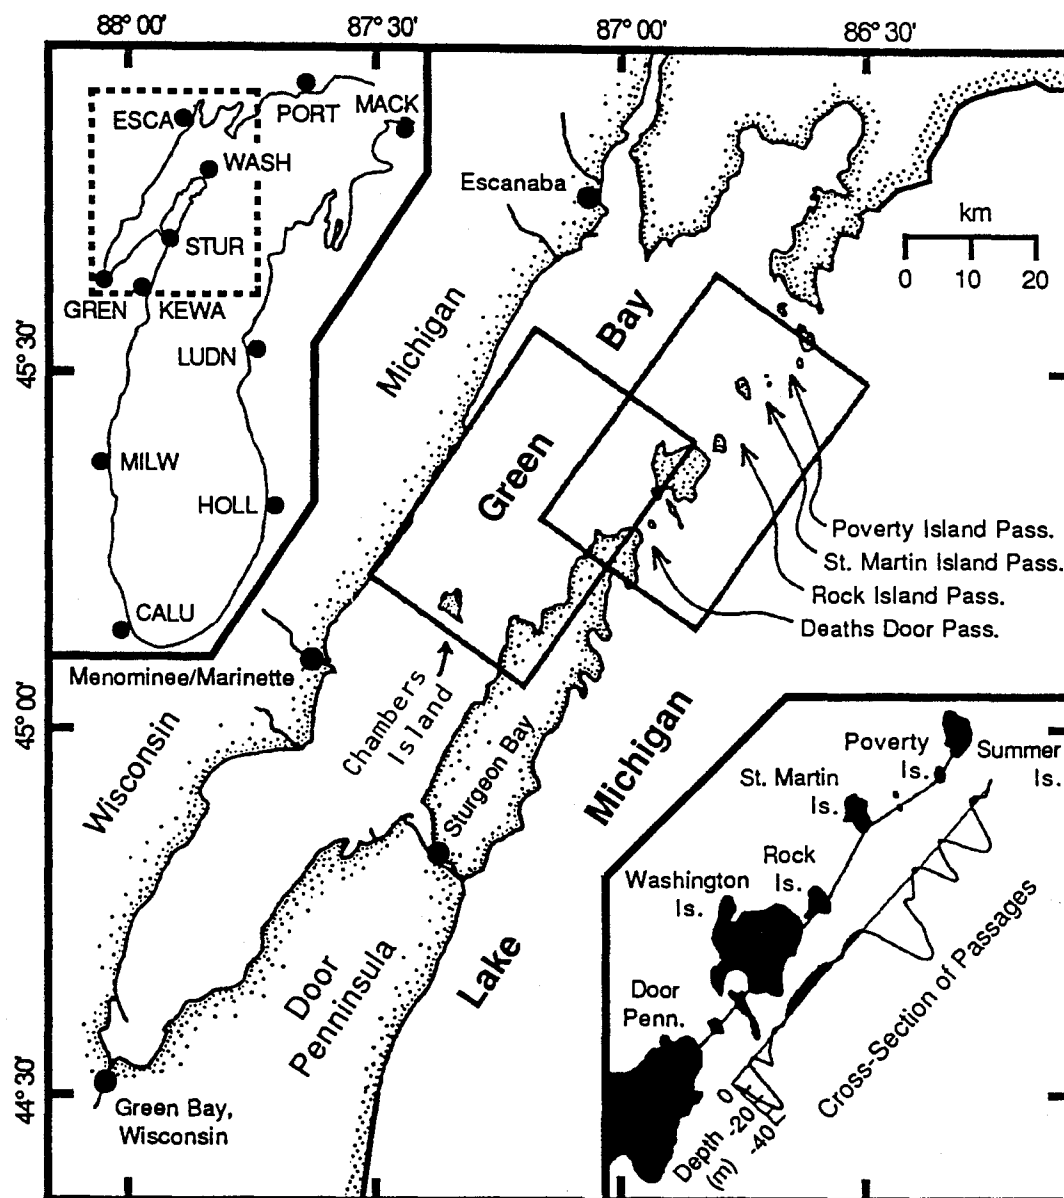 88° 00'
87° 30'
87° 00'
86° 30'
ESCA
PORT
MACK
WASH
STUR
GREN
KEWA
LUDN
MILW
HOLL
CALU
45° 30'
45° 00'
44° 30'
Escanaba
km
0 10 20
Michigan
Bay
Green
Poverty Island Pass.
St. Martin Island Pass.
Rock Island Pass.
Deaths Door Pass.
Menominee/Marinette
Chambers
Island
Wisconsin
Sturgeon Bay
Michigan
Lake
Door
Penninsula
Green Bay,
Wisconsin
Poverty
Is.
Summer
Is.
St. Martin
Is.
Rock
Is.
Washington
Is.
Door
Penn.
Cross-Section of Passages
0
-20
-40
Depth
(m)